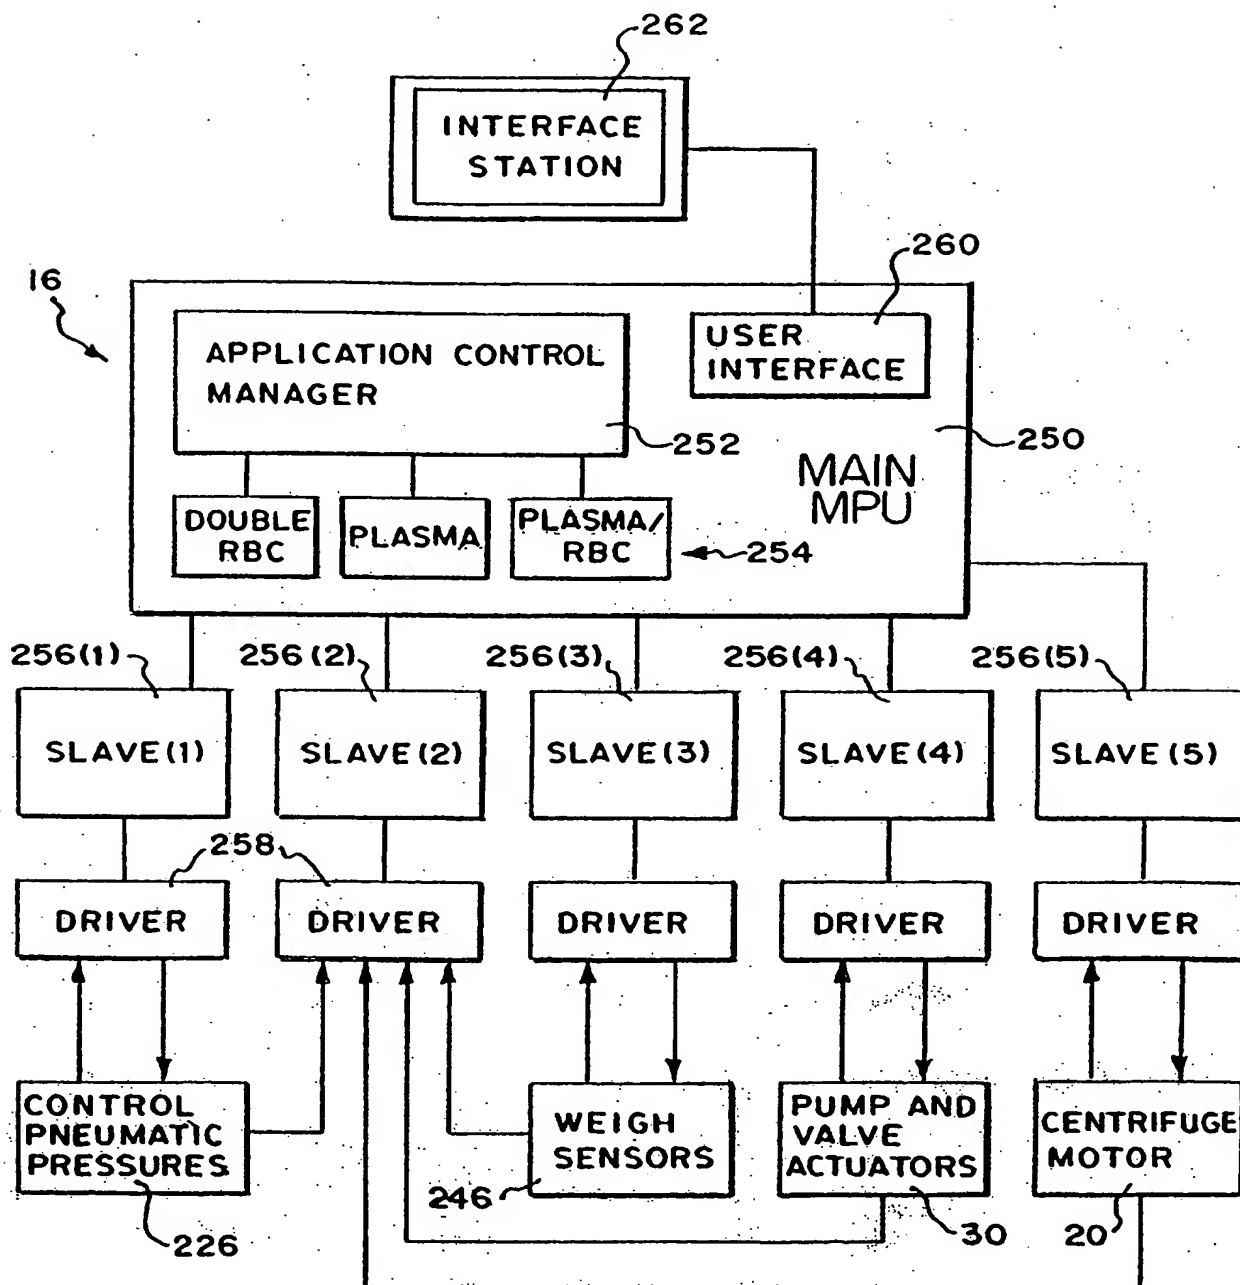 262
INTERFACE
STATION
260
16
APPLICATION CONTROL
MANAGER
USER
INTERFACE
252
250
MAIN
MPU
DOUBLE
RBC
PLASMA
PLASMA/
RBC
254
256(1)
256(2)
256(3)
256(4)
256(5)
SLAVE(1)
SLAVE(2)
SLAVE(3)
SLAVE(4)
SLAVE(5)
258
DRIVER
DRIVER
DRIVER
DRIVER
DRIVER
CONTROL
PNEUMATIC
PRESSURES
WEIGH
SENSORS
PUMP AND
VALVE
ACTUATORS
CENTRIFUGE
MOTOR
226
246
30
20